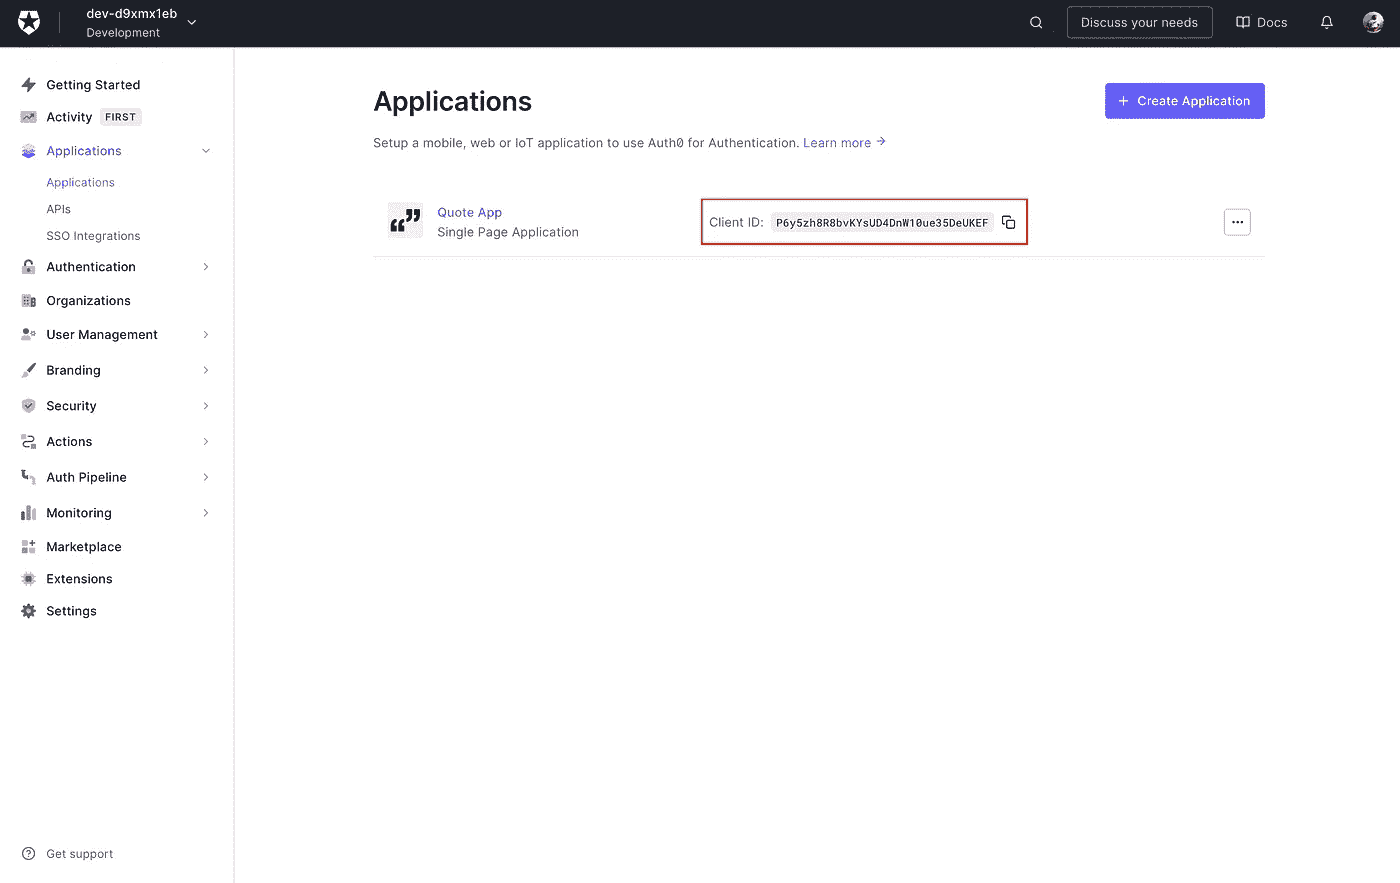 dev-d9xmx1eb
Development
Discuss your needs
Docs
Getting Started
Activity FIRST
Applications
Applications
APIs
SSO Integrations
Authentication
Organizations
User Management
Branding
Security
Actions
Auth Pipeline
Monitoring
Marketplace
Extensions
Settings
Get support
Applications
+ Create Application
Setup a mobile, web or IoT application to use Auth0 for Authentication. Learn more →
Quote App
Single Page Application
Client ID: P6y5zh8R8bvKYsUD4DnW10ue35DeUKEF